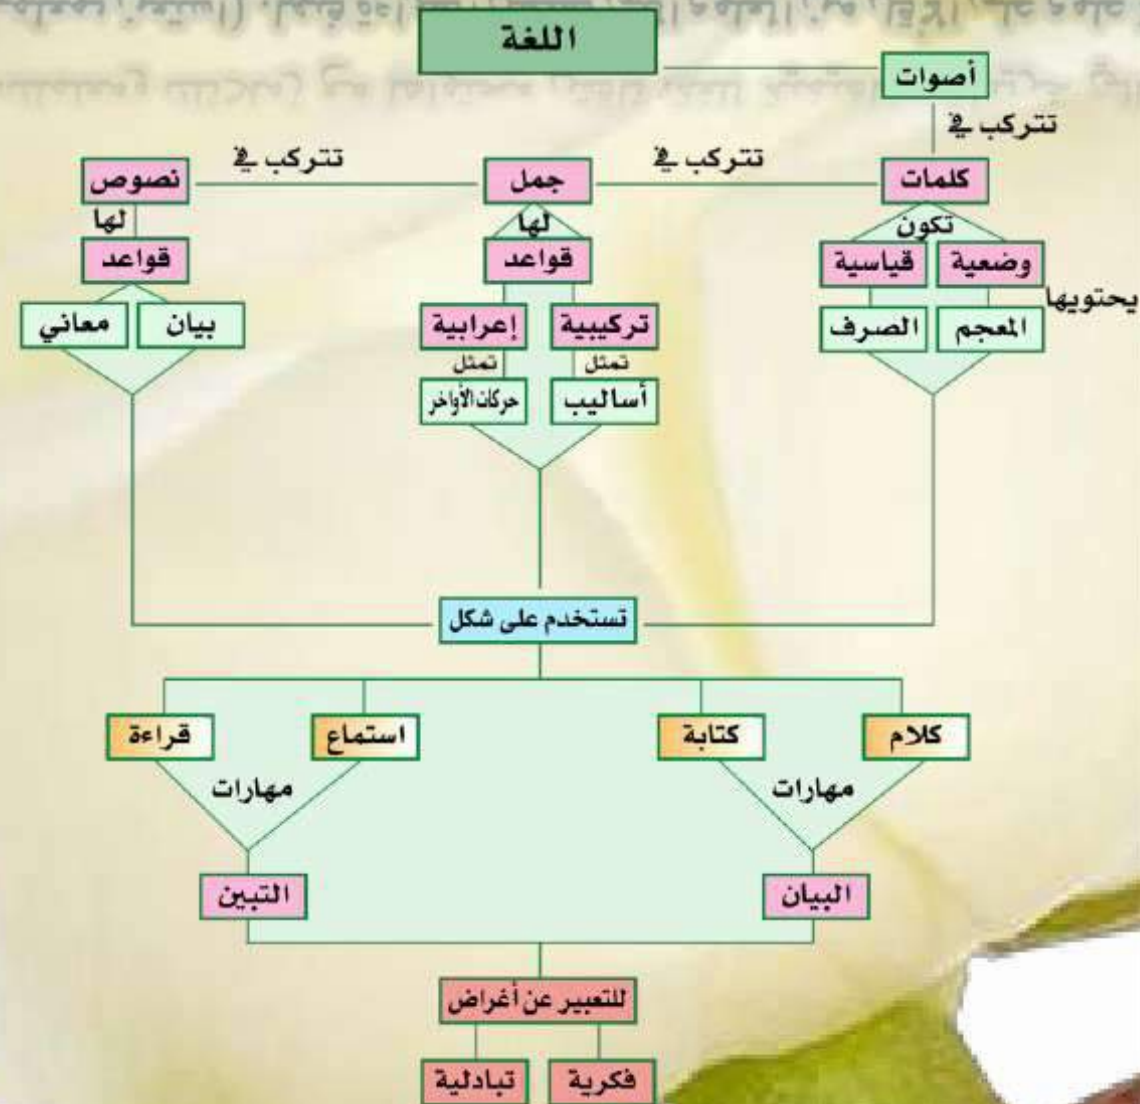 اللغة
أصوات
تتركب في
كلمات
تتركب في
جمل
تتركب في
نصوص
تكون
لها
لها
وضعية
قياسية
قواعد
قواعد
يحتويها
المعجم
الصرف
تركيبية
إعرابية
بيان
معاني
تمثل
تمثل
أساليب
حركات الأواخر
تستخدم على شكل
كلام
كتابة
استماع
قراءة
مهارات
مهارات
البيان
التبين
للتعبير عن أغراض
فكرية
تبادلية